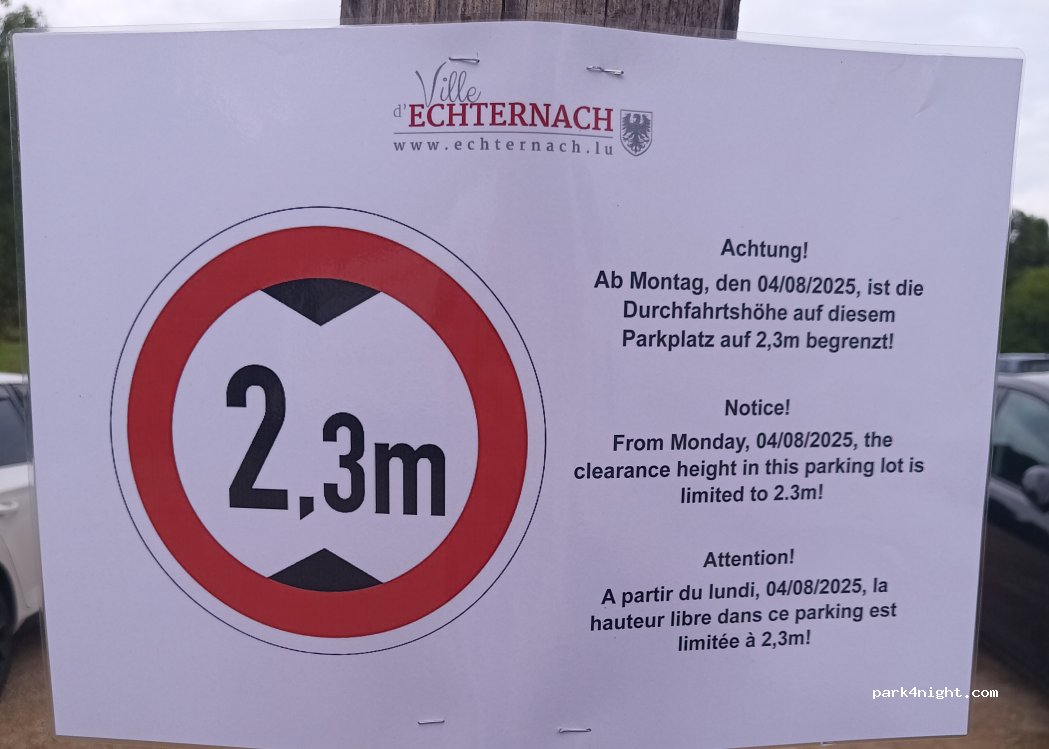 Ville
d'ECHTERNACH
www.echternach.lu
2,3m
Achtung!
Ab Montag, den 04/08/2025, ist die
Durchfahrtshöhe auf diesem
Parkplatz auf 2,3m begrenzt!
Notice!
From Monday, 04/08/2025, the
clearance height in this parking lot is
limited to 2.3m!
Attention!
A partir du lundi, 04/08/2025, la
hauteur libre dans ce parking est
limitée à 2,3m!
park4night.com